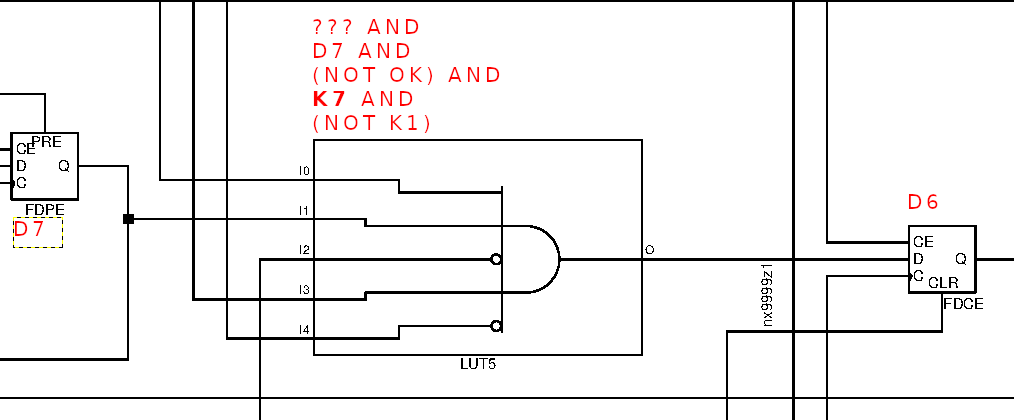 ??? AND
D7 AND
(NOT OK) AND
K7 AND
(NOT K1)
PRE
CE
D Q
C
FDPE
D7
I0
I1
I2
I3
I4
O
LUT5
nx9999z1
D6
CE
D Q
C
CLR
FDCE